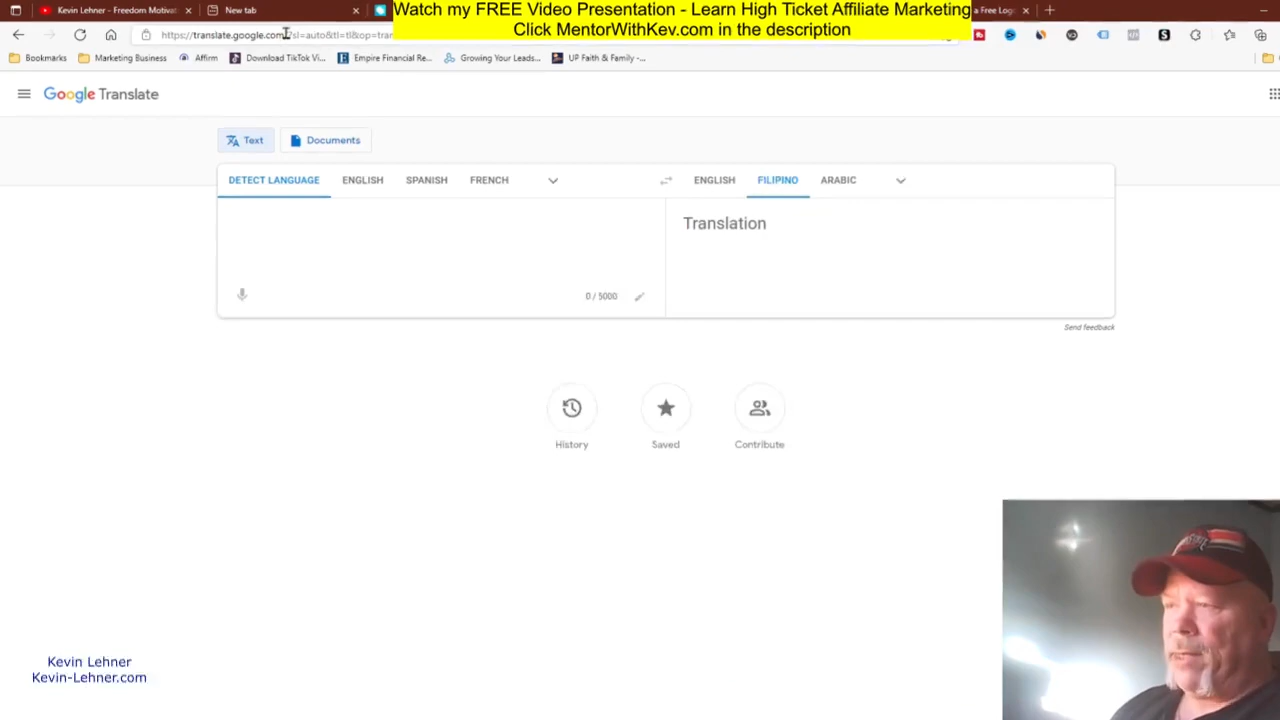 Kevin Lehner - Freedom Motivat
New tab
Watch my FREE Video Presentation - Learn High Ticket Affiliate Marketing
Click MentorWithKev.com in the description
a Free Log
https://translate.google.com/?sl=auto&tl=tl&op=tran
Bookmarks
Marketing Business
Affirm
Download TikTok Vi...
Empire Financial Re...
Growing Your Leads...
UP Faith & Family -...
Google Translate
Text
Documents
DETECT LANGUAGE
ENGLISH
SPANISH
FRENCH
ENGLISH
FILIPINO
ARABIC
Translation
0 / 5000
Send feedback
History
Saved
Contribute
Kevin Lehner
Kevin-Lehner.com